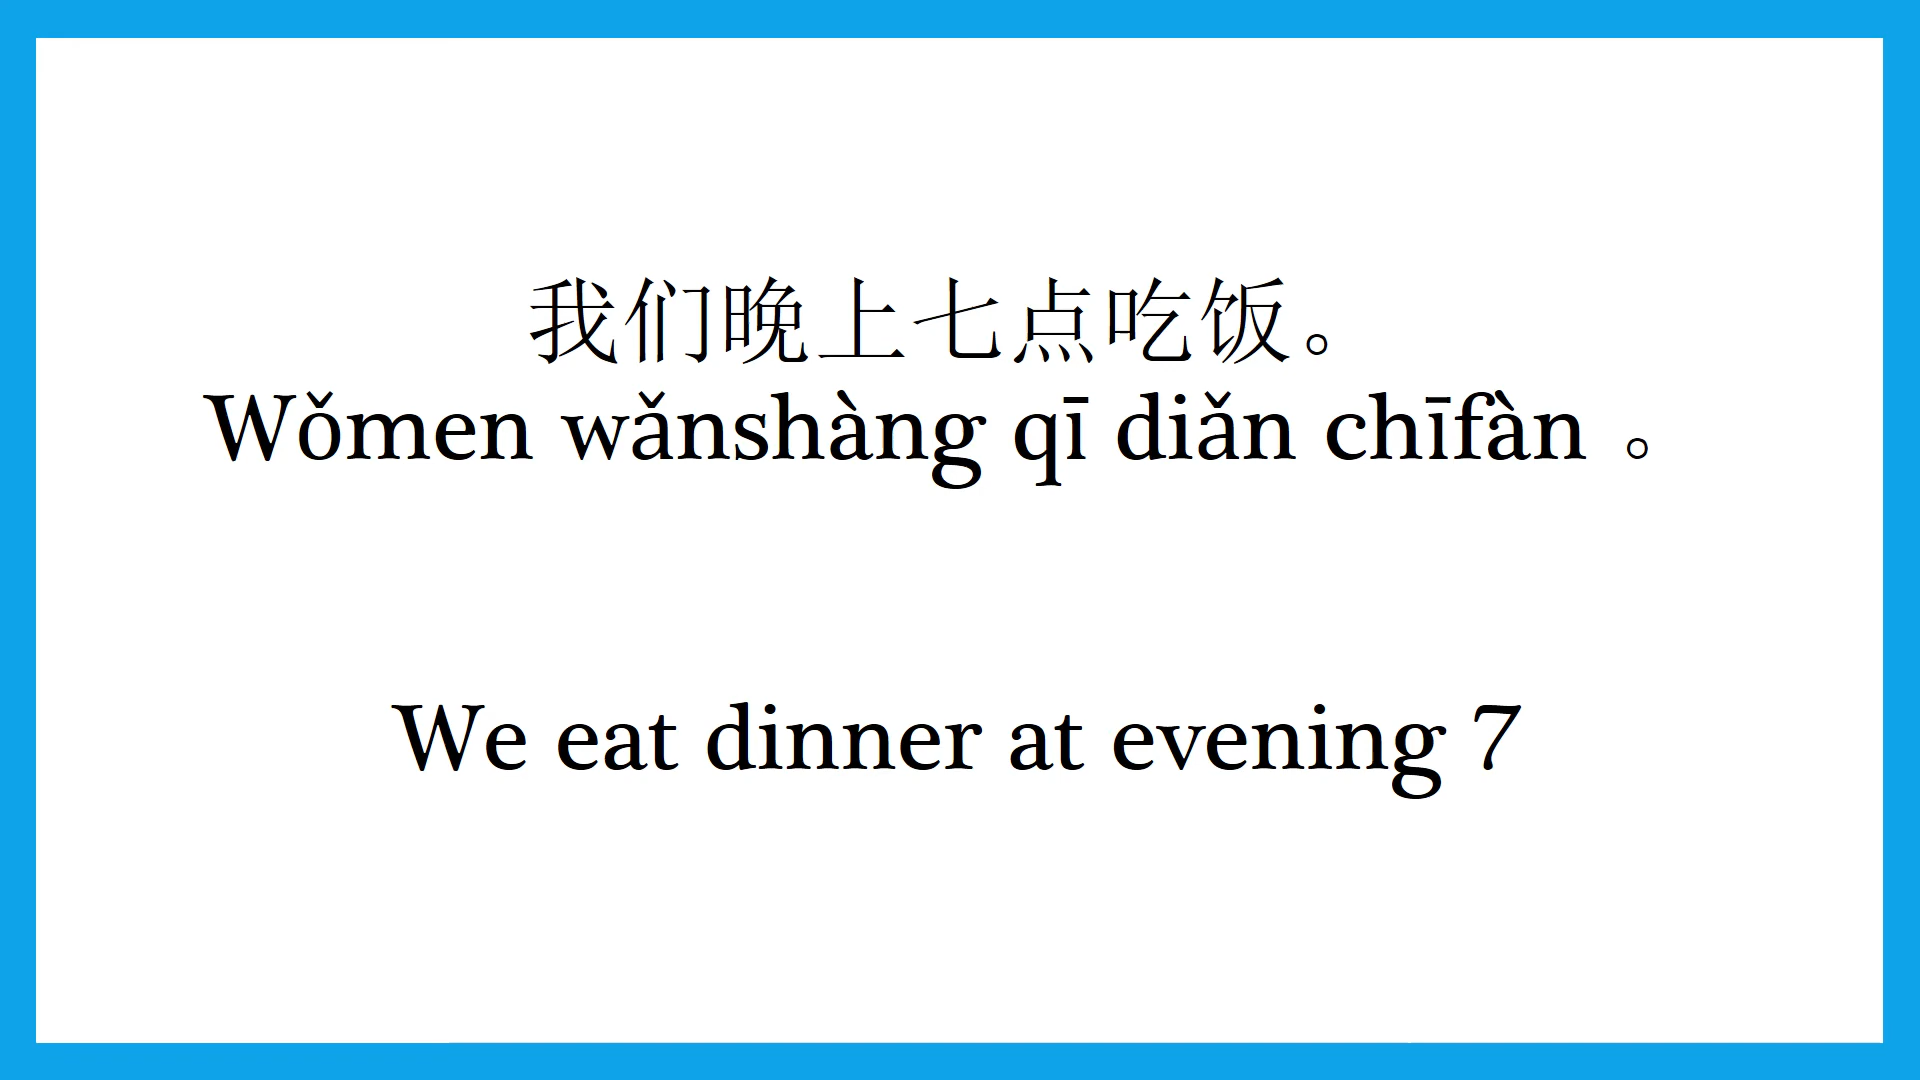 我们晚上七点吃饭。
Wǒmen wǎnshàng qī diǎn chīfàn 。
We eat dinner at evening 7